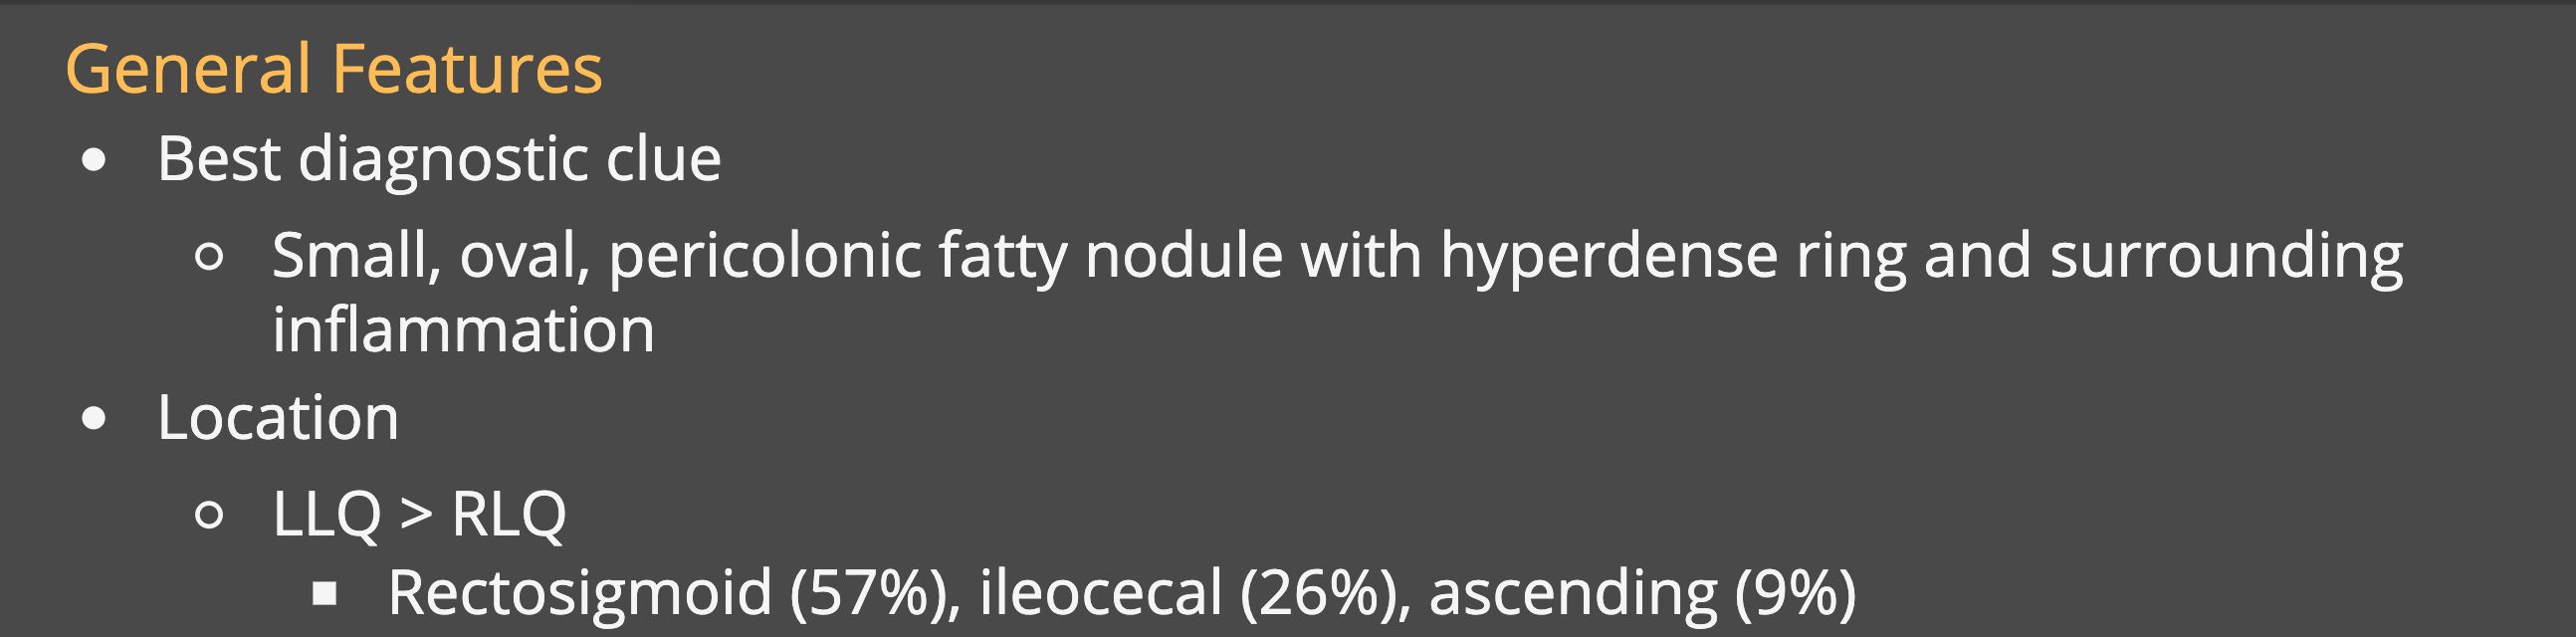 General Features
Best diagnostic clue
Small, oval, pericolonic fatty nodule with hyperdense ring and surrounding
inflammation
Location
LLQ > RLQ
Rectosigmoid (57%), ileocecal (26%), ascending (9%)